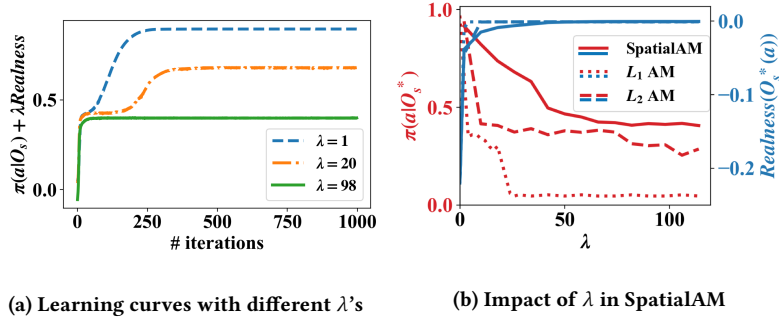 π(a|O_s) + λRealness
0.5
0.0
λ = 1
λ = 20
λ = 98
0 250 500 750 1000
# iterations
(a) Learning curves with different λ's
π(a|O_s^*)
1.0
0.5
0.0
SpatialAM
L_1 AM
L_2 AM
0 50 100
λ
0.0
−0.1
−0.2
Realness(O_s^*(a))
(b) Impact of λ in SpatialAM